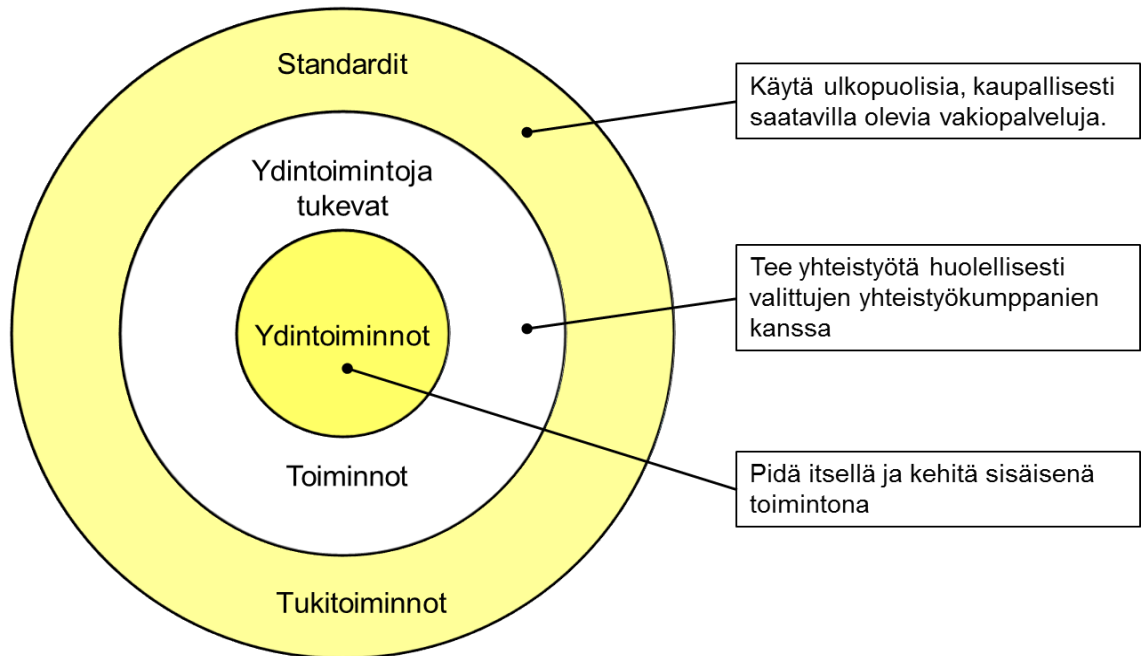 Standardit
Ydintoimintoja
tukevat
Ydintoiminnot
Toiminnot
Tukitoiminnot
Käytä ulkopuolisia, kaupallisesti
saatavilla olevia vakiopalveluja.
Tee yhteistyötä huolellisesti
valittujen yhteistyökumppanien
kanssa
Pidä itsellä ja kehitä sisäisenä
toimintona